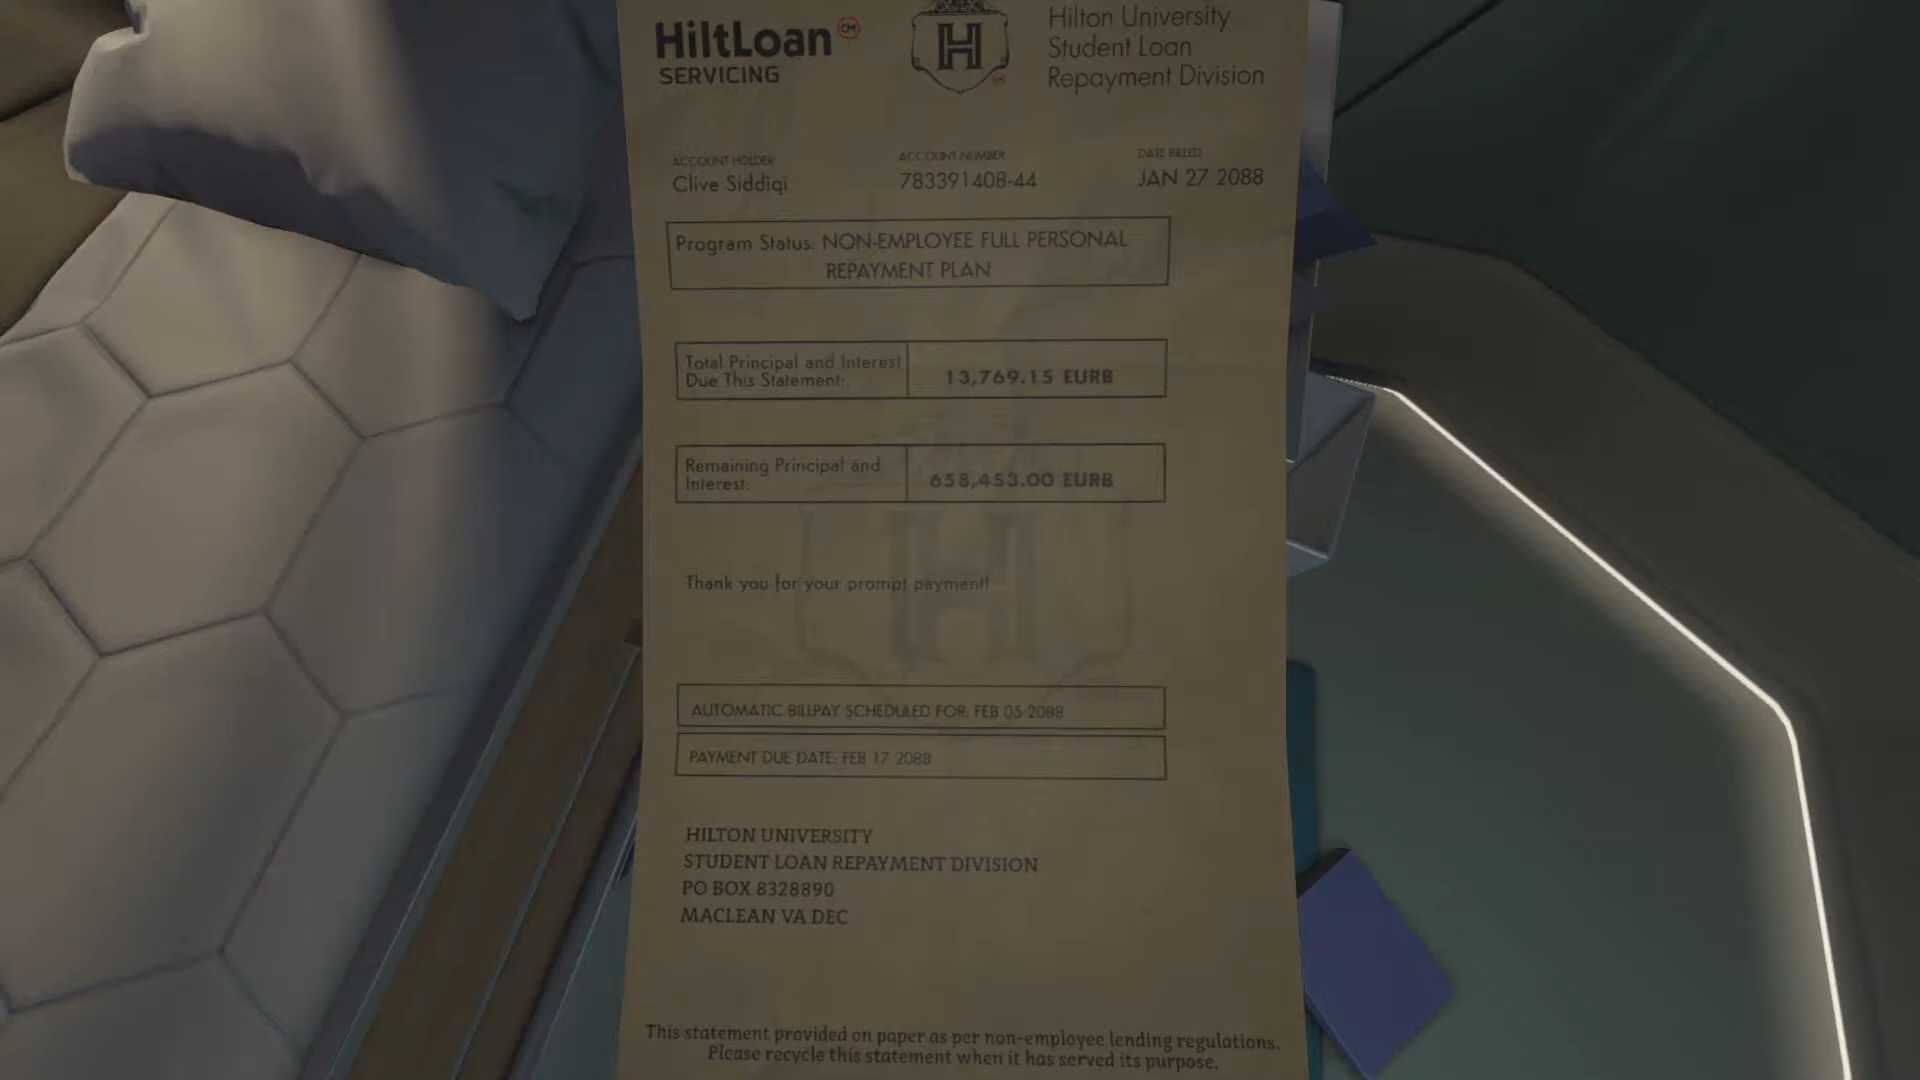 HiltLoan CM
SERVICING
H
Hilton University
Student Loan
Repayment Division
ACCOUNT HOLDER
Clive Siddiqi
ACCOUNT NUMBER
783391408-44
DATE BILLED
JAN 27 2088
Program Status: NON-EMPLOYEE FULL PERSONAL
REPAYMENT PLAN
Total Principal and Interest
Due This Statement:
13,769.15 EURB
Remaining Principal and
Interest:
658,453.00 EURB
Thank you for your prompt payment!
AUTOMATIC BILLPAY SCHEDULED FOR: FEB 05 2088
PAYMENT DUE DATE: FEB 17 2088
HILTON UNIVERSITY
STUDENT LOAN REPAYMENT DIVISION
PO BOX 8328890
MACLEAN VA DEC
This statement provided on paper as per non-employee lending regulations.
Please recycle this statement when it has served its purpose.